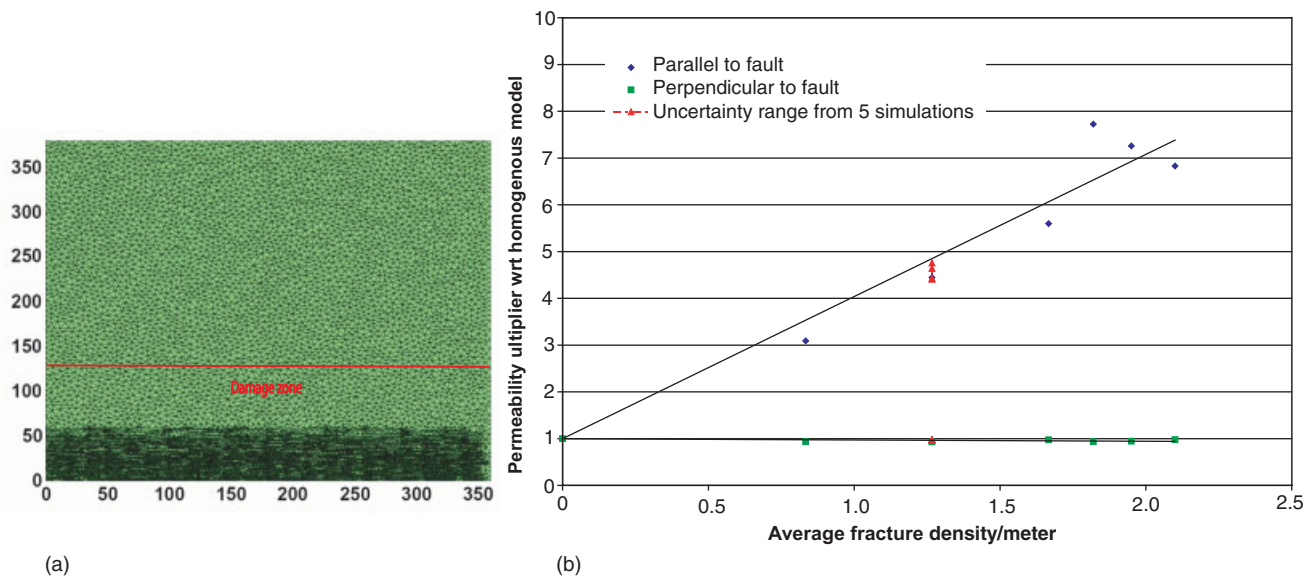 350
300
250
200
150
100
50
0
Damage zone
0 50 100 150 200 250 300 350
(a)
Permeability ultiplier wrt homogenous model
10
9
8
7
6
5
4
3
2
1
0
Parallel to fault
Perpendicular to fault
Uncertainty range from 5 simulations
0 0.5 1.0 1.5 2.0 2.5
Average fracture density/meter
(b)